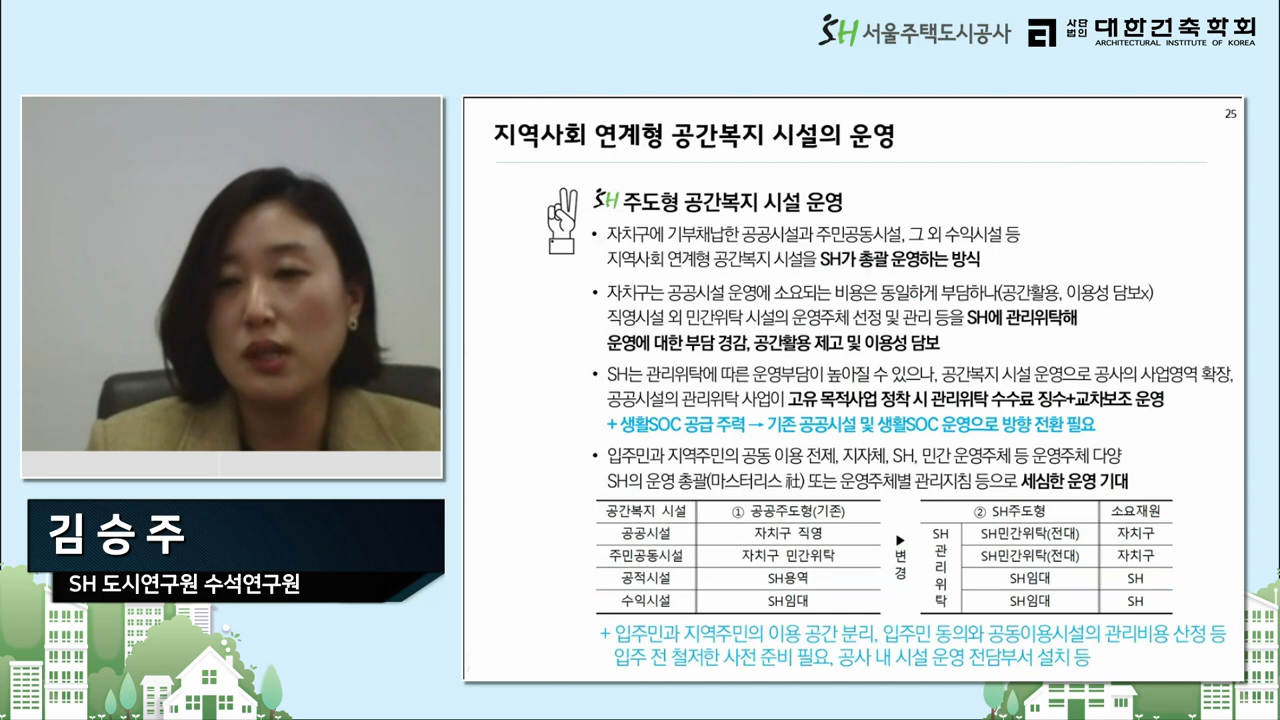 SH 서울주택도시공사
사단법인 대한건축학회
ARCHITECTURAL INSTITUTE OF KOREA
25
지역사회 연계형 공간복지 시설의 운영
SH 주도형 공간복지 시설 운영
• 자치구에 기부채납한 공공시설과 주민공동시설, 그 외 수익시설 등
지역사회 연계형 공간복지 시설을 SH가 총괄 운영하는 방식
• 자치구는 공공시설 운영에 소요되는 비용은 동일하게 부담하나(공간활용, 이용성 담보x)
직영시설 외 민간위탁 시설의 운영주체 선정 및 관리 등을 SH에 관리위탁해
운영에 대한 부담 경감, 공간활용 제고 및 이용성 담보
• SH는 관리위탁에 따른 운영부담이 높아질 수 있으나, 공간복지 시설 운영으로 공사의 사업영역 확장,
공공시설의 관리위탁 사업이 고유 목적사업 정착 시 관리위탁 수수료 징수+교차보조 운영
+ 생활SOC 공급 주력 → 기존 공공시설 및 생활SOC 운영으로 방향 전환 필요
• 입주민과 지역주민의 공동 이용 전제, 지자체, SH, 민간 운영주체 등 운영주체 다양
SH의 운영 총괄(마스터리스 社) 또는 운영주체별 관리지침 등으로 세심한 운영 기대
공간복지 시설 ① 공공주도형(기존) ② SH주도형 소요재원
공공시설 자치구 직영 SH민간위탁(전대) 자치구
주민공동시설 자치구 민간위탁 SH민간위탁(전대) 자치구
공적시설 SH용역 SH임대 SH
수익시설 SH임대 SH임대 SH
▶변경
SH관리위탁
+ 입주민과 지역주민의 이용 공간 분리, 입주민 동의와 공동이용시설의 관리비용 산정 등
입주 전 철저한 사전 준비 필요, 공사 내 시설 운영 전담부서 설치 등
김승주
SH 도시연구원 수석연구원